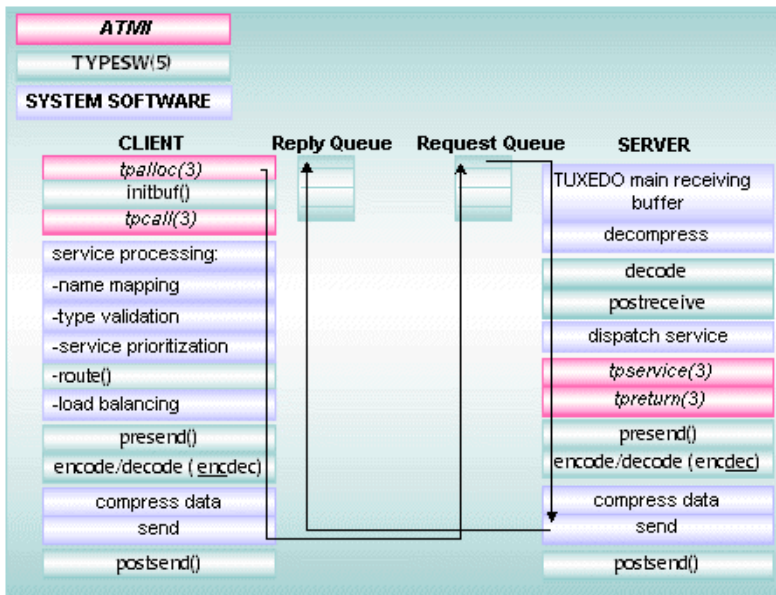 ATMI
TYPESW(5)
SYSTEM SOFTWARE
CLIENT
tpalloc(3)
initbuf()
tpcall(3)
service processing:
-name mapping
-type validation
-service prioritization
-route()
-load balancing
presend()
encode/decode (encdec)
compress data
send
postsend()
Reply Queue
Request Queue
SERVER
TUXEDO main receiving
buffer
decompress
decode
postreceive
dispatch service
tpservice(3)
tpreturn(3)
presend()
encode/decode (encdec)
compress data
send
postsend()